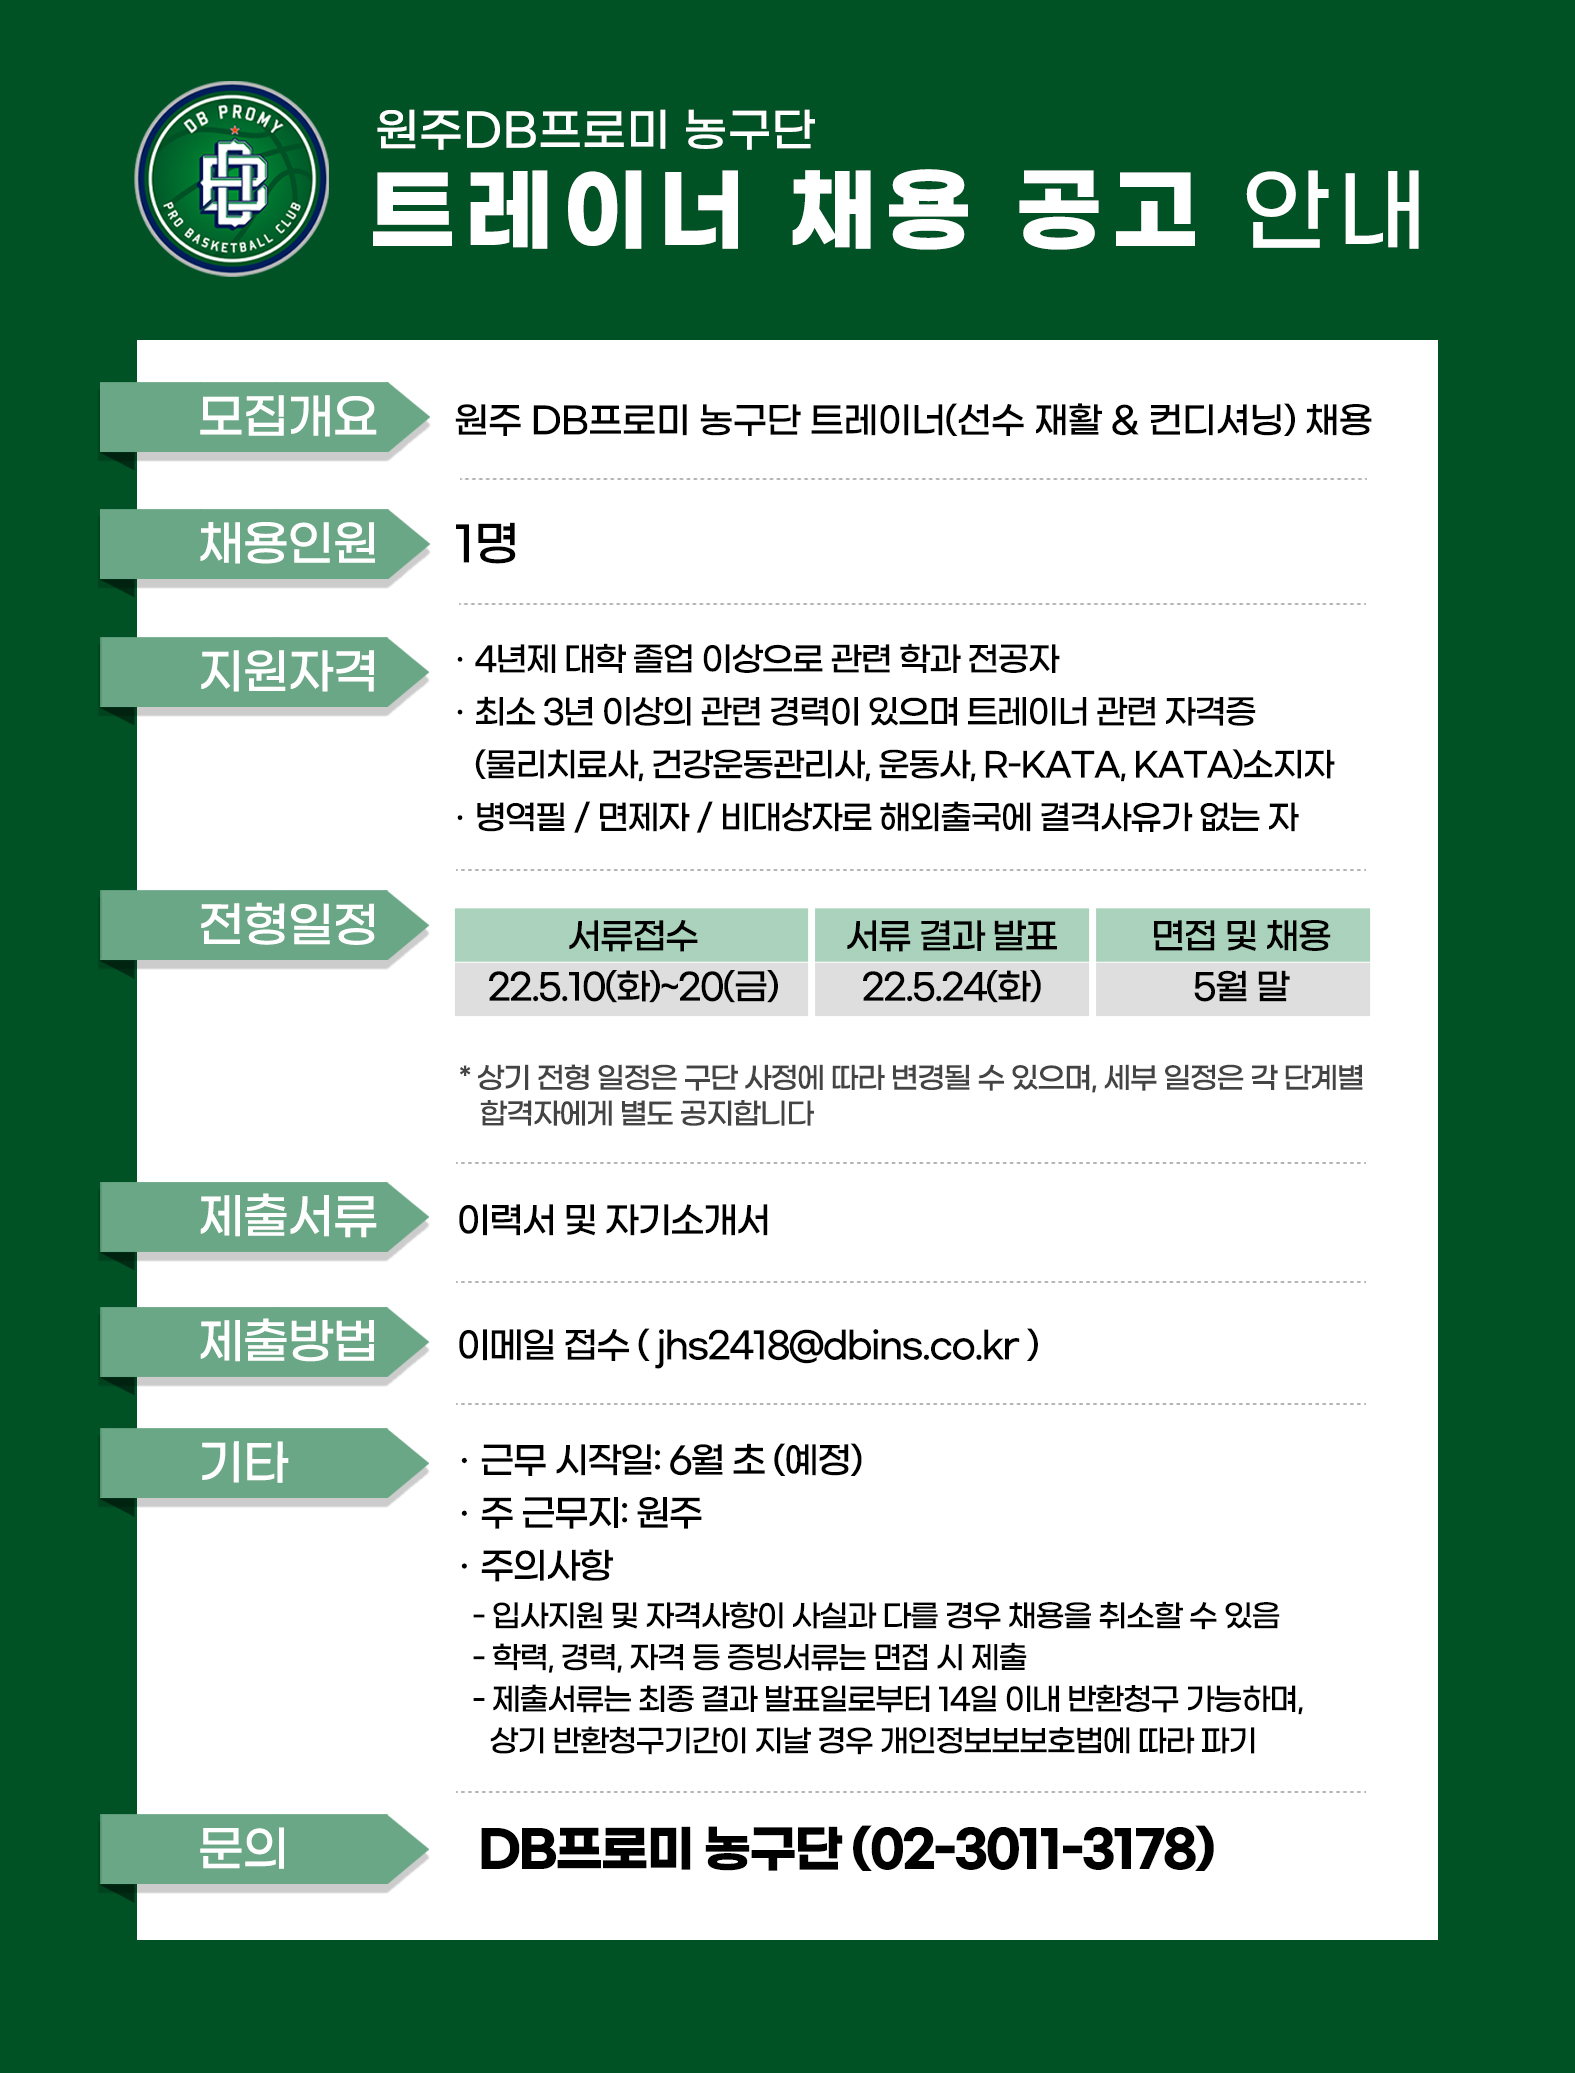 DB PROMY
PRO BASKETBALL CLUB
원주DB프로미 농구단
트레이너 채용 공고 안내
모집개요
원주 DB프로미 농구단 트레이너(선수 재활 & 컨디셔닝) 채용
채용인원
1명
지원자격
· 4년제 대학 졸업 이상으로 관련 학과 전공자
· 최소 3년 이상의 관련 경력이 있으며 트레이너 관련 자격증
(물리치료사, 건강운동관리사, 운동사, R-KATA, KATA)소지자
· 병역필 / 면제자 / 비대상자로 해외출국에 결격사유가 없는 자
전형일정
서류접수 서류 결과 발표 면접 및 채용
22.5.10(화)~20(금) 22.5.24(화) 5월 말
* 상기 전형 일정은 구단 사정에 따라 변경될 수 있으며, 세부 일정은 각 단계별
합격자에게 별도 공지합니다
제출서류
이력서 및 자기소개서
제출방법
이메일 접수 ( jhs2418@dbins.co.kr )
기타
· 근무 시작일: 6월 초 (예정)
· 주 근무지: 원주
· 주의사항
- 입사지원 및 자격사항이 사실과 다를 경우 채용을 취소할 수 있음
- 학력, 경력, 자격 등 증빙서류는 면접 시 제출
- 제출서류는 최종 결과 발표일로부터 14일 이내 반환청구 가능하며,
상기 반환청구기간이 지날 경우 개인정보보보호법에 따라 파기
문의
DB프로미 농구단 (02-3011-3178)